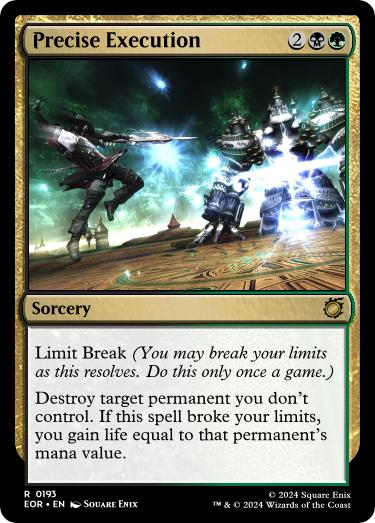 Precise Execution 2
Sorcery
Limit Break (You may break your limits
as this resolves. Do this only once a game.)
Destroy target permanent you don't
control. If this spell broke your limits,
you gain life equal to that permanent's
mana value.
R 0193
EOR • EN Square Enix
© 2024 Square Enix
™ & © 2024 Wizards of the Coast